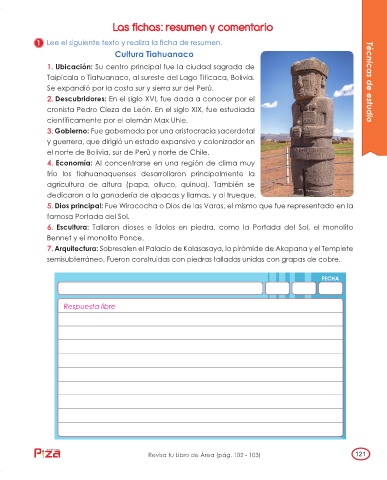 Las fichas: resumen y comentario
1 Lee el siguiente texto y realiza la ficha de resumen.
Cultura Tiahuanaco
1. Ubicación: Su centro principal fue la ciudad sagrada de
Taipicala o Tiahuanaco, al sureste del Lago Titicaca, Bolivia.
Se expandió por la costa sur y sierra sur del Perú.
2. Descubridores: En el siglo XVI, fue dada a conocer por el
cronista Pedro Cieza de León. En el siglo XIX, fue estudiada
científicamente por el alemán Max Uhle.
3. Gobierno: Fue gobernada por una aristocracia sacerdotal
y guerrera, que dirigió un estado expansivo y colonizador en
el norte de Bolivia, sur de Perú y norte de Chile.
4. Economía: Al concentrarse en una región de clima muy
frío los tiahuanaquenses desarrollaron principalmente la
agricultura de altura (papa, olluco, quinua). También se
dedicaron a la ganadería de alpacas y llamas, y al trueque.
5. Dios principal: Fue Wiracocha o Dios de las Varas, el mismo que fue representado en la
famosa Portada del Sol.
6. Escultura: Tallaron dioses e ídolos en piedra, como la Portada del Sol, el monolito
Bennet y el monolito Ponce.
7. Arquitectura: Sobresalen el Palacio de Kalasasaya, la pirámide de Akapana y el Templete
semisubterráneo. Fueron construidas con piedras talladas unidas con grapas de cobre.
Técnicas de estudio
FECHA
Respuesta libre
Pizza
Revisa tu Libro de Área (pág. 102 - 103)
121